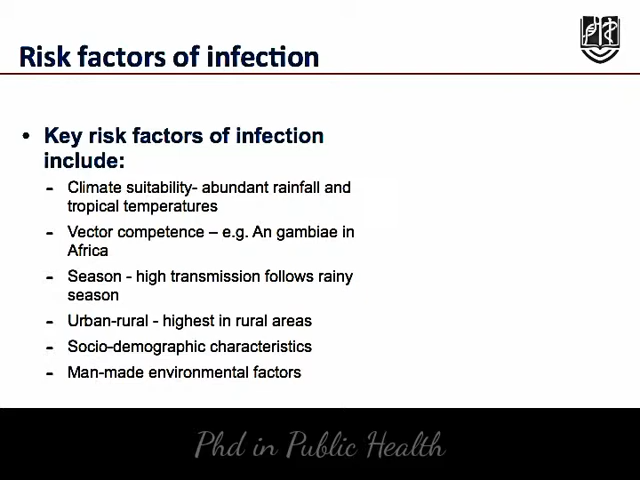 Risk factors of infection
• Key risk factors of infection
include:
- Climate suitability- abundant rainfall and
tropical temperatures
- Vector competence – e.g. An gambiae in
Africa
- Season - high transmission follows rainy
season
- Urban-rural - highest in rural areas
- Socio-demographic characteristics
- Man-made environmental factors
Phd in Public Health